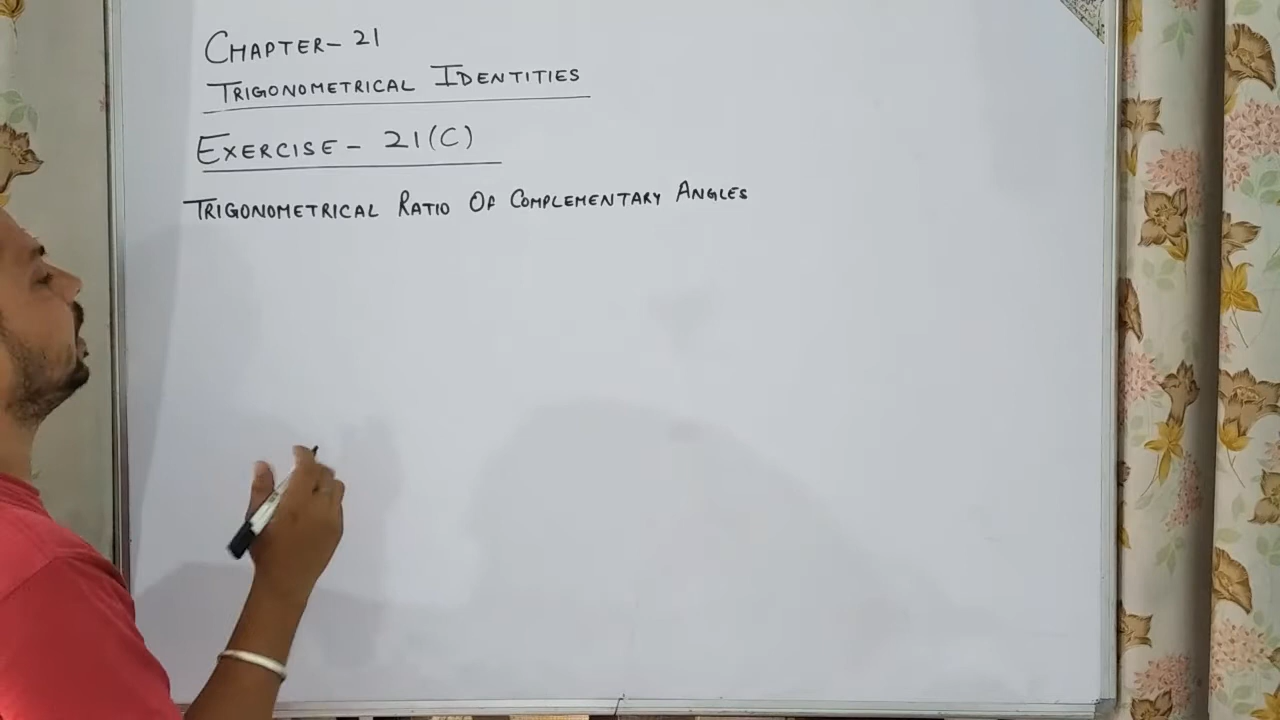 CHAPTER- 21
TRIGONOMETRICAL IDENTITIES
EXERCISE- 21(C)
TRIGONOMETRICAL RATIO OF COMPLEMENTARY ANGLES